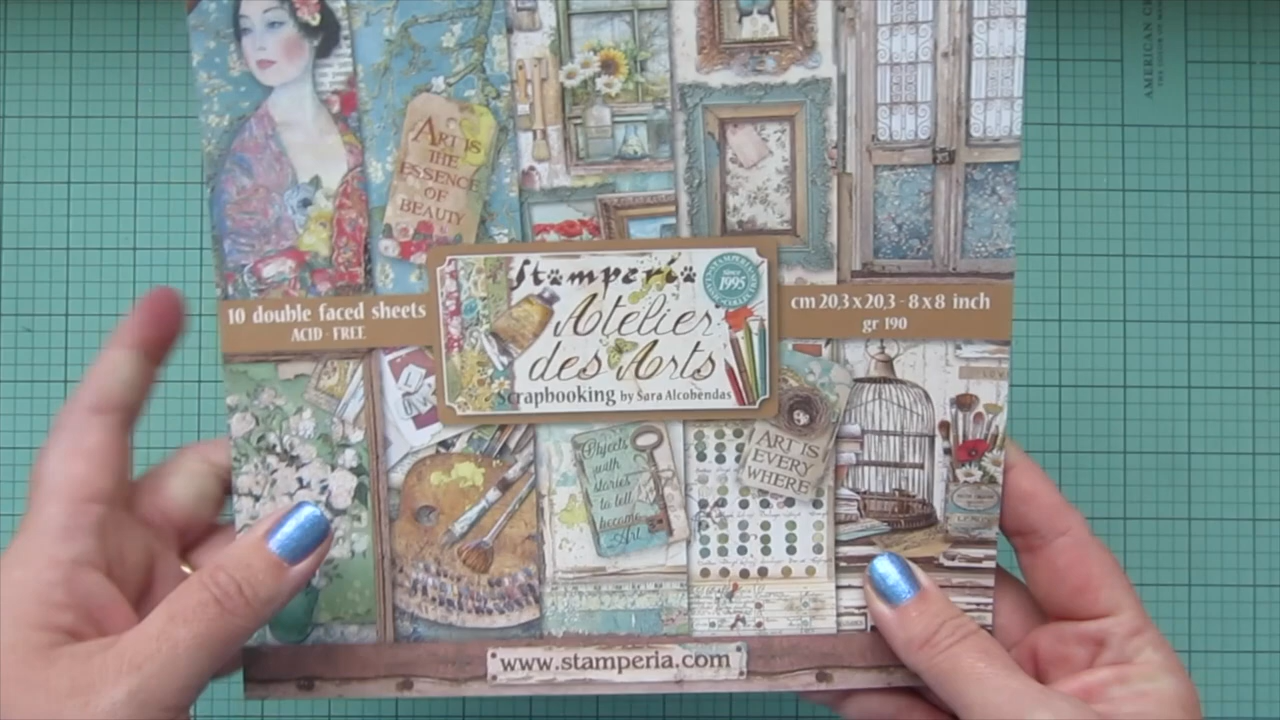 AMERICAN CR
ART IS
THE
ESSENCE
OF
BEAUTY
Stamperia
since
1995
Atelier
des Arts
Scrapbooking by Sara Alcobendas
10 double faced sheets
ACID - FREE
cm 20,3 x 20,3 - 8 x 8 inch
gr 190
Objects
with
stories
to tell
become
Art
ART IS
EVERY
WHERE
www.stamperia.com